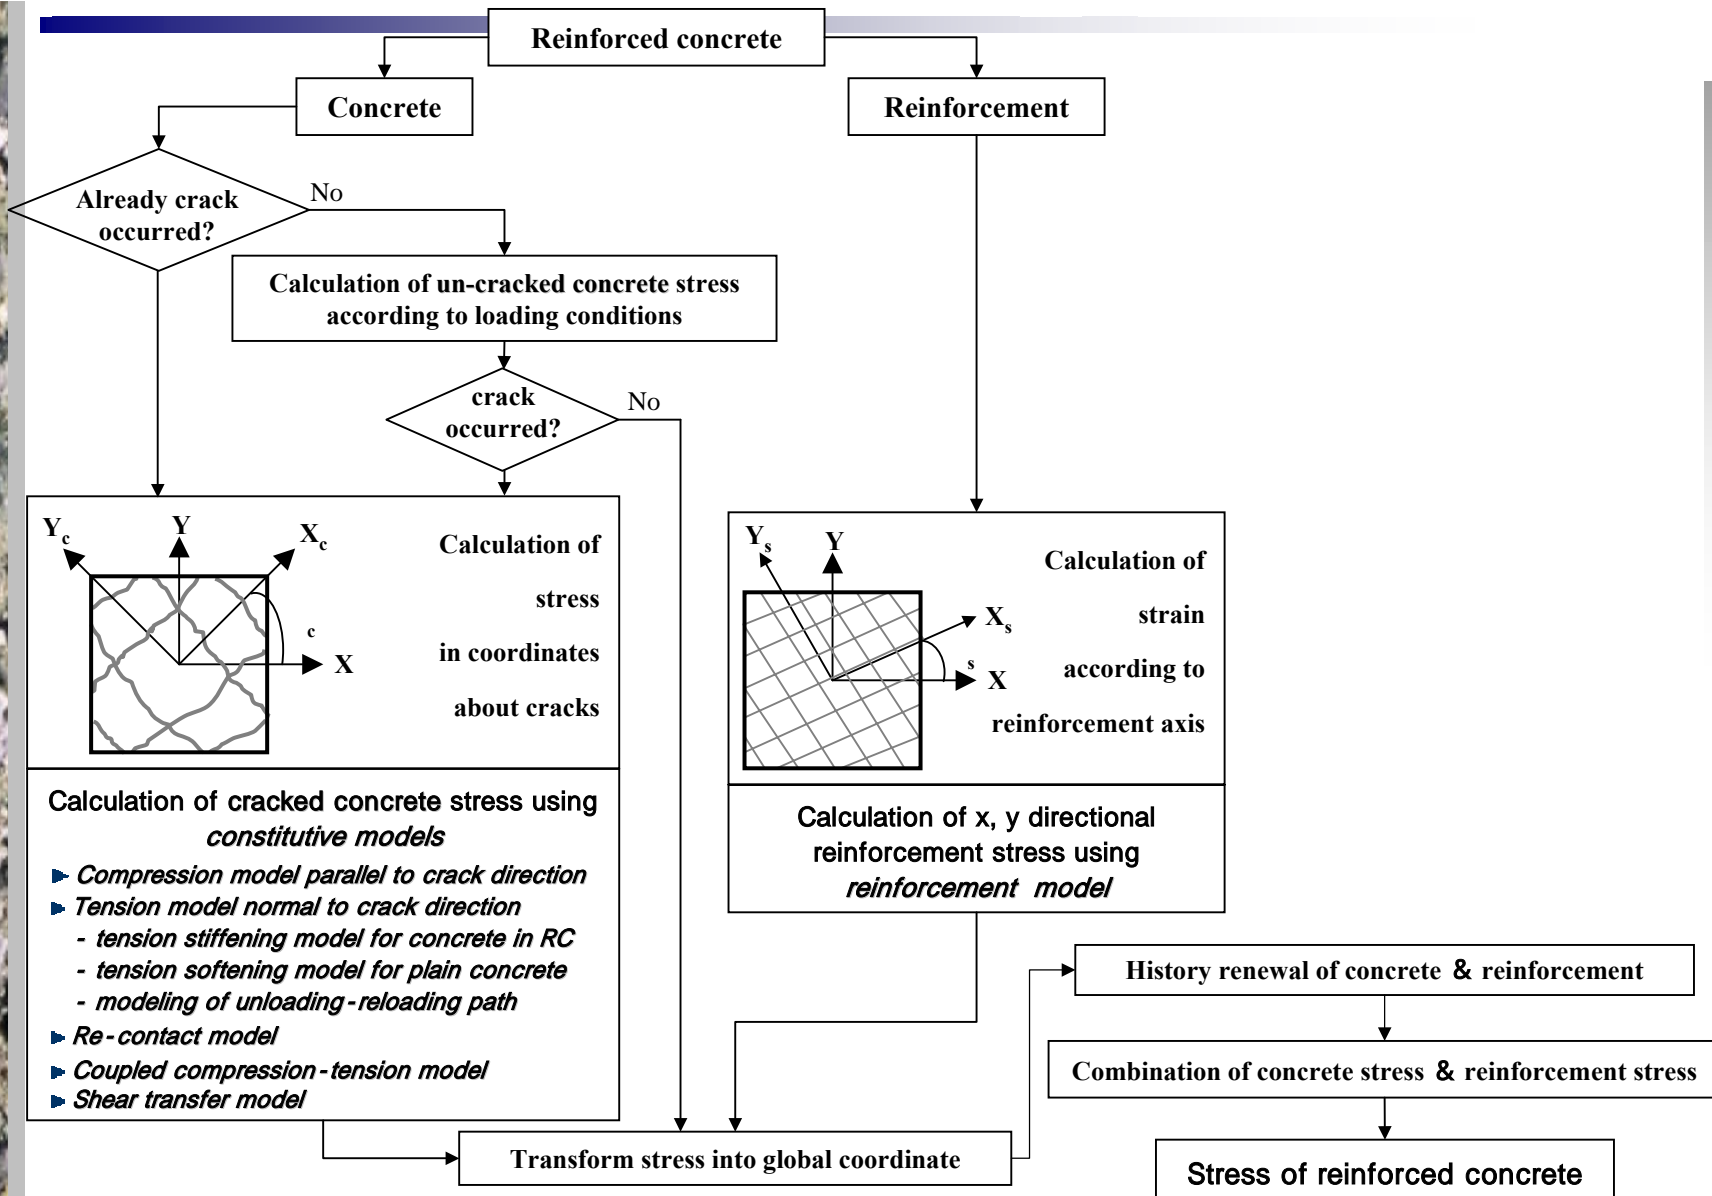 Reinforced concrete
Concrete
Reinforcement
Already crack
occurred?
No
Calculation of un-cracked concrete stress
according to loading conditions
crack
occurred?
No
Yc
Y
Xc
c
X
Calculation of
stress
in coordinates
about cracks
Ys
Y
Xs
s
X
Calculation of
strain
according to
reinforcement axis
Calculation of cracked concrete stress using
constitutive models
Compression model parallel to crack direction
Tension model normal to crack direction
- tension stiffening model for concrete in RC
- tension softening model for plain concrete
- modeling of unloading-reloading path
Re-contact model
Coupled compression-tension model
Shear transfer model
Calculation of x, y directional
reinforcement stress using
reinforcement model
Transform stress into global coordinate
History renewal of concrete & reinforcement
Combination of concrete stress & reinforcement stress
Stress of reinforced concrete